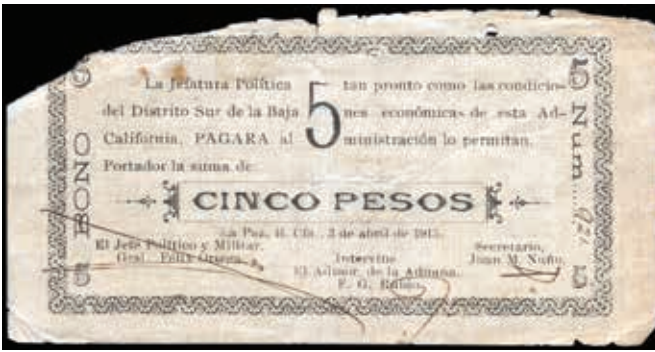 5 BONO 5
La Jefatura Política
del Distrito Sur de la Baja
California, PAGARA al
Portador la suma de
5
tan pronto como las condicio-
nes económicas de esta Ad-
ministración lo permitan.
5 Num.... 5
CINCO PESOS
La Paz, B. Cfa., 3 de abril de 1915.
El Jefe Político y Militar,
Gral. Félix Ortega.
Interviene
El Admor. de la Aduana.
F. G. Rubio.
Secretario,
Juan M. Nuño.